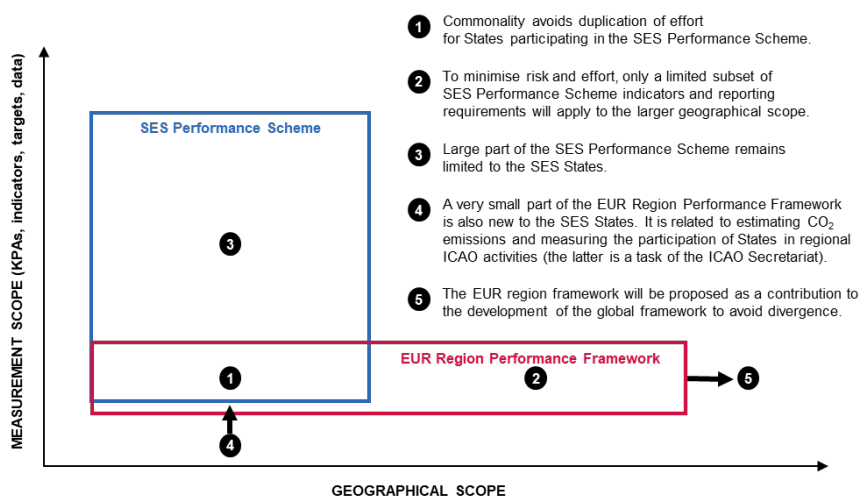 1 Commonality avoids duplication of effort
for States participating in the SES Performance Scheme.
2 To minimise risk and effort, only a limited subset of
SES Performance Scheme indicators and reporting
requirements will apply to the larger geographical scope.
3 Large part of the SES Performance Scheme remains
limited to the SES States.
4 A very small part of the EUR Region Performance Framework
is also new to the SES States. It is related to estimating CO₂
emissions and measuring the participation of States in regional
ICAO activities (the latter is a task of the ICAO Secretariat).
5 The EUR region framework will be proposed as a contribution to
the development of the global framework to avoid divergence.
MEASUREMENT SCOPE (KPAs, indicators, targets, data)
SES Performance Scheme
3
EUR Region Performance Framework
1
2
5
4
GEOGRAPHICAL SCOPE